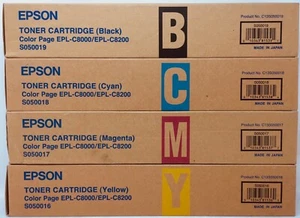 EPSON
TONER CARTRIDGE (Black)
Color Page EPL-C8000/EPL-C8200
S050019
B
MADE IN JAPAN
EPSON
TONER CARTRIDGE (Cyan)
Color Page EPL-C8000/EPL-C8200
S050018
C
MADE IN JAPAN
EPSON
TONER CARTRIDGE (Magenta)
Color Page EPL-C8000/EPL-C8200
S050017
M
MADE IN JAPAN
EPSON
TONER CARTRIDGE (Yellow)
Color Page EPL-C8000/EPL-C8200
S050016
Y
MADE IN JAPAN